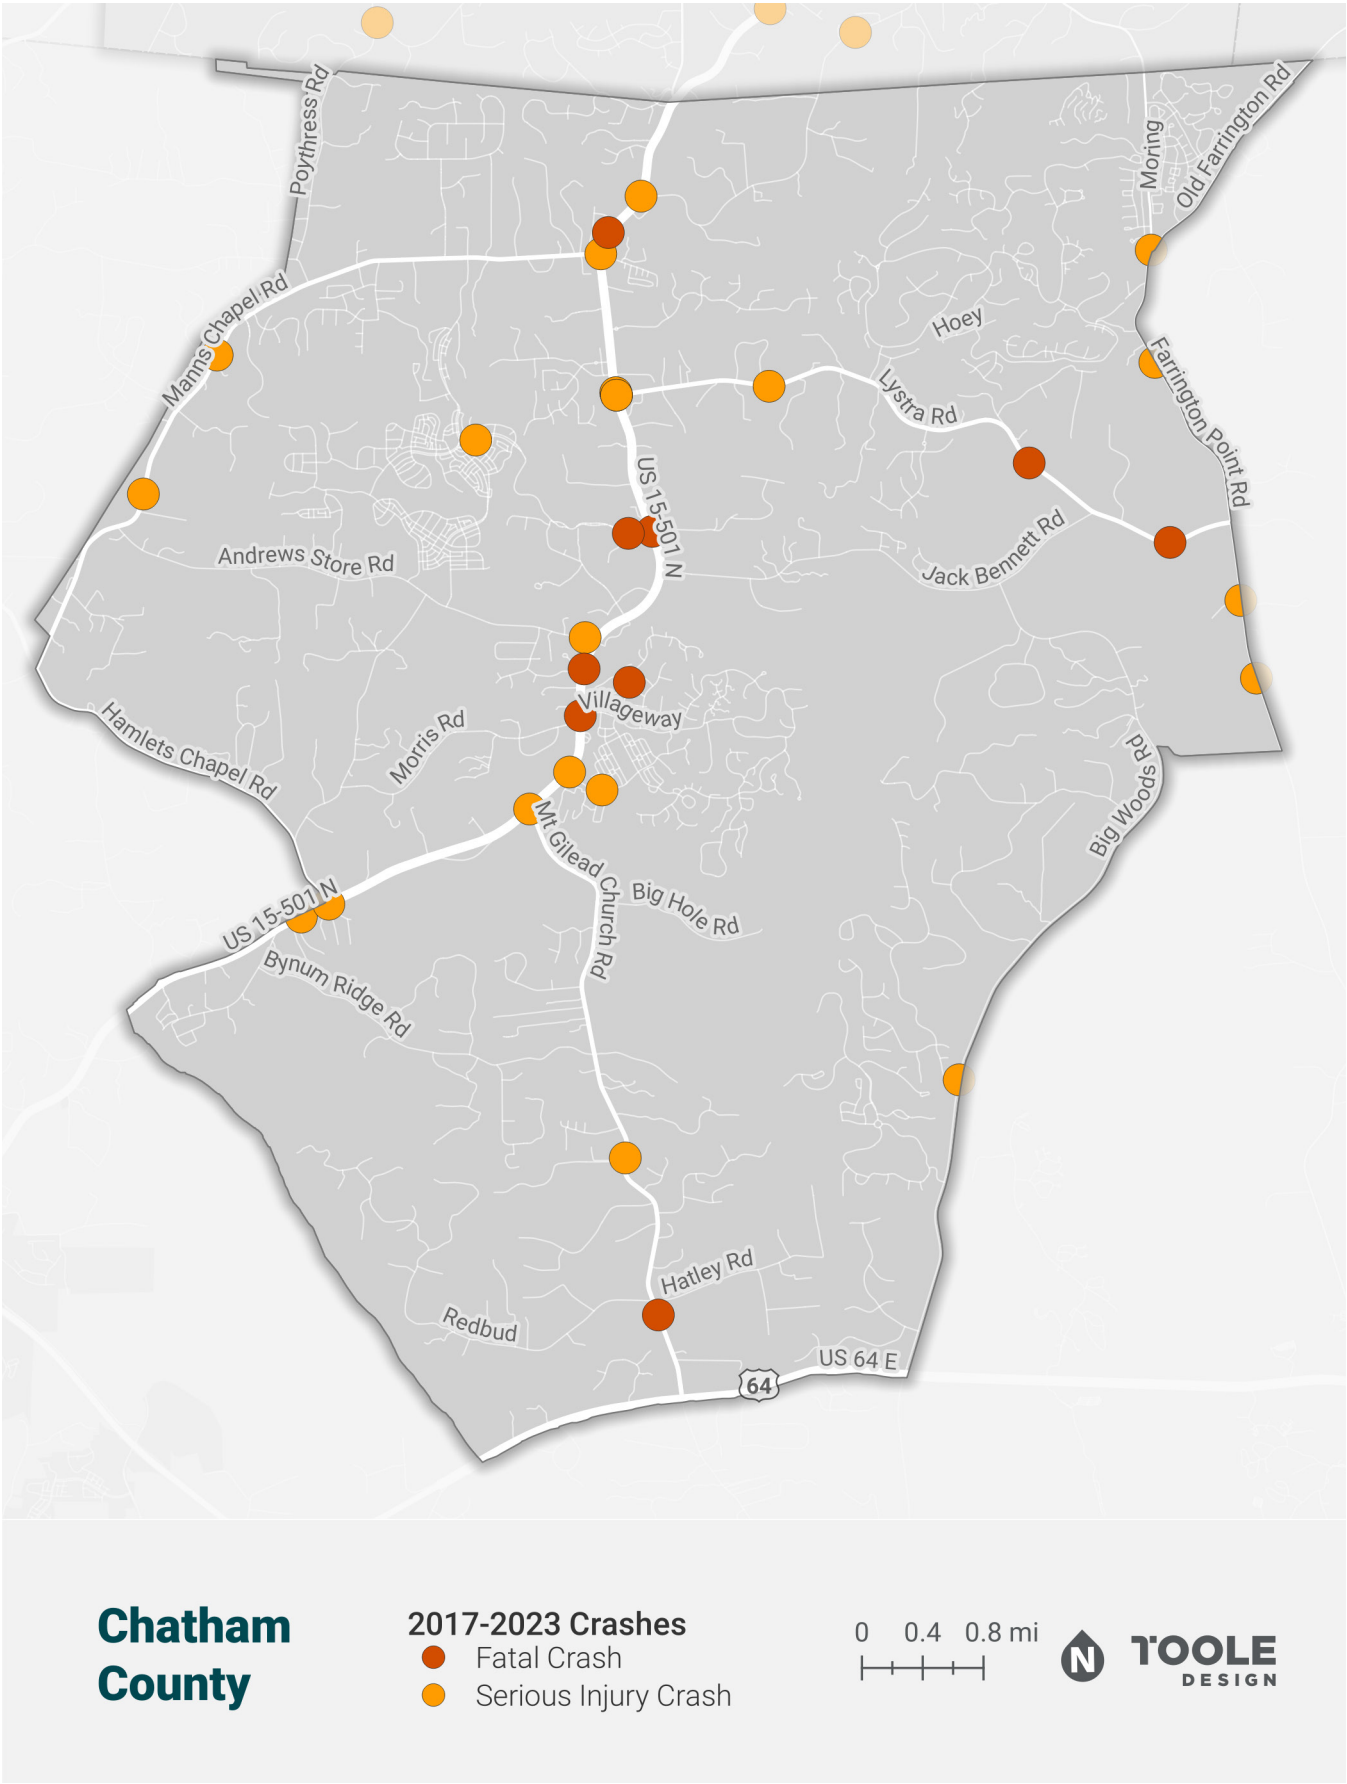 Poythress Rd
Moring
Old Farrington Rd
Manns Chapel Rd
Hoey
Lystra Rd
Farrington Point Rd
US 15-501 N
Andrews Store Rd
Jack Bennett Rd
Villageway
Hamlets Chapel Rd
Morris Rd
Big Woods Rd
Mt Gilead Church Rd
US 15-501 N
Big Hole Rd
Bynum Ridge Rd
Hatley Rd
Redbud
US 64 E
64
Chatham
County
2017-2023 Crashes
Fatal Crash
Serious Injury Crash
0 0.4 0.8 mi
N
TOOLE
DESIGN